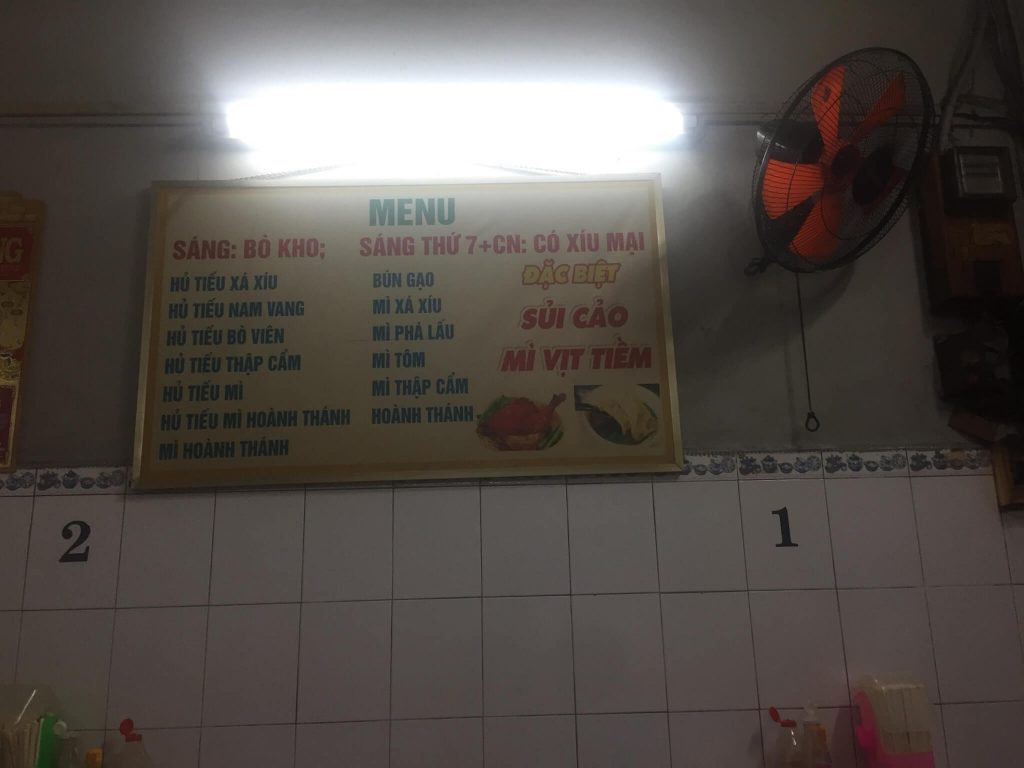 MENU
SÁNG: BÒ KHO; SÁNG THỨ 7+CN: CÓ XÍU MẠI
HỦ TIẾU XÁ XÍU
HỦ TIẾU NAM VANG
HỦ TIẾU BÒ VIÊN
HỦ TIẾU THẬP CẨM
HỦ TIẾU MÌ
HỦ TIẾU MÌ HOÀNH THÁNH
MÌ HOÀNH THÁNH
BÚN GẠO
MÌ XÁ XÍU
MÌ PHÁ LẤU
MÌ TÔM
MÌ THẬP CẨM
HOÀNH THÁNH
ĐẶC BIỆT
SỦI CẢO
MÌ VỊT TIỀM
NG
2
1